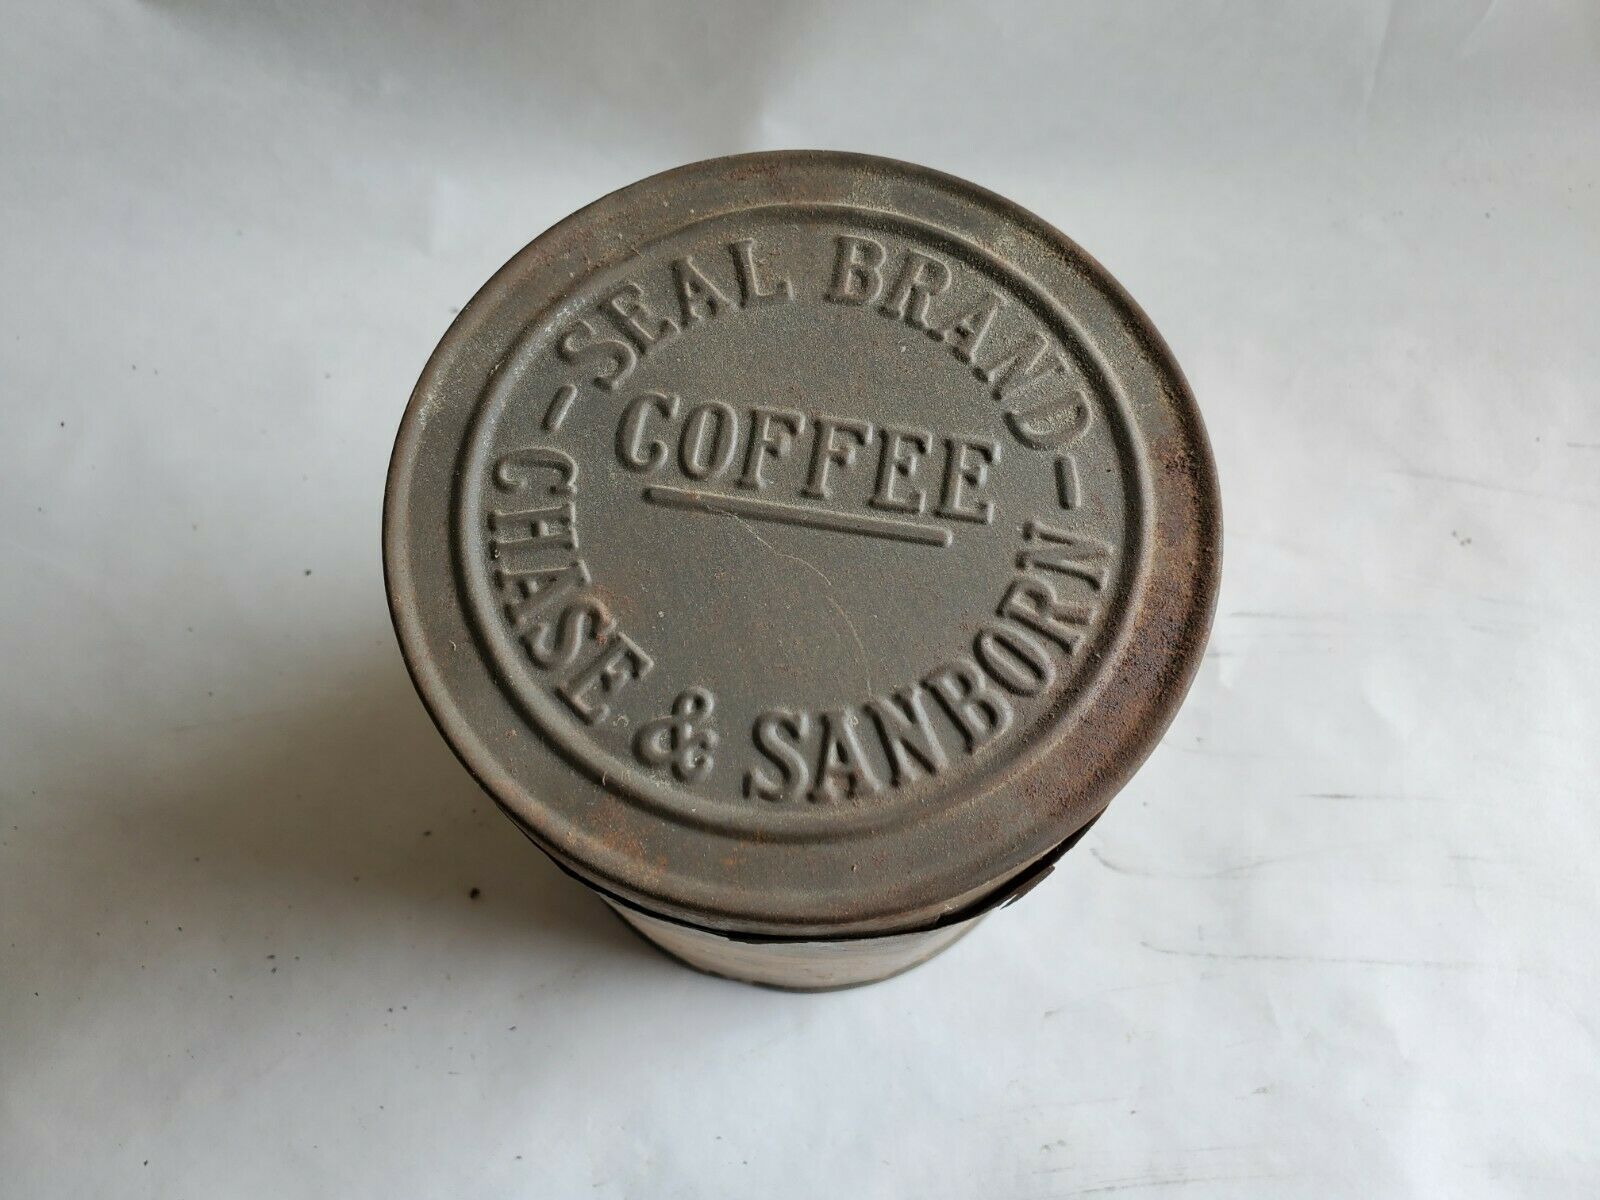 -SEAL BRAND-
COFFEE
CHASE & SANBORN